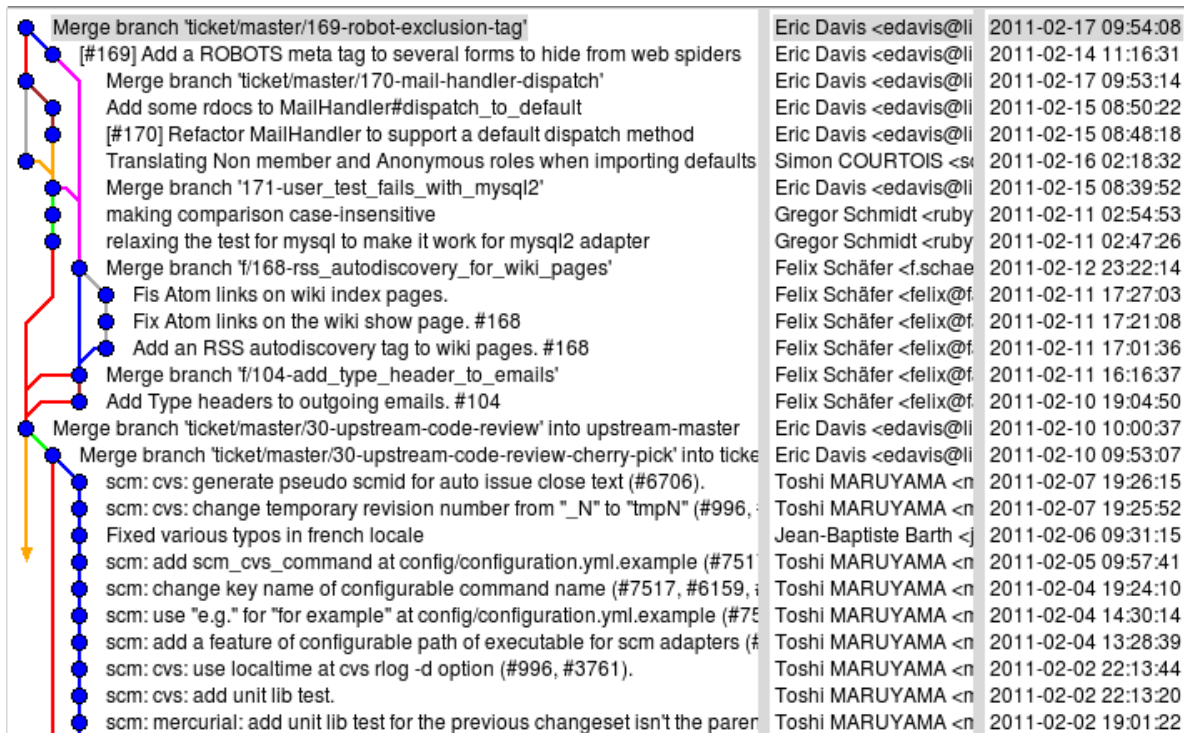 Merge branch 'ticket/master/169-robot-exclusion-tag' Eric Davis <edavis@li 2011-02-17 09:54:08
[#169] Add a ROBOTS meta tag to several forms to hide from web spiders Eric Davis <edavis@li 2011-02-14 11:16:31
Merge branch 'ticket/master/170-mail-handler-dispatch' Eric Davis <edavis@li 2011-02-17 09:53:14
Add some rdocs to MailHandler#dispatch_to_default Eric Davis <edavis@li 2011-02-15 08:50:22
[#170] Refactor MailHandler to support a default dispatch method Eric Davis <edavis@li 2011-02-15 08:48:18
Translating Non member and Anonymous roles when importing defaults Simon COURTOIS <so 2011-02-16 02:18:32
Merge branch '171-user_test_fails_with_mysql2' Eric Davis <edavis@li 2011-02-15 08:39:52
making comparison case-insensitive Gregor Schmidt <ruby 2011-02-11 02:54:53
relaxing the test for mysql to make it work for mysql2 adapter Gregor Schmidt <ruby 2011-02-11 02:47:26
Merge branch 'f/168-rss_autodiscovery_for_wiki_pages' Felix Schäfer <f.schae 2011-02-12 23:22:14
Fis Atom links on wiki index pages. Felix Schäfer <felix@f 2011-02-11 17:27:03
Fix Atom links on the wiki show page. #168 Felix Schäfer <felix@f 2011-02-11 17:21:08
Add an RSS autodiscovery tag to wiki pages. #168 Felix Schäfer <felix@f 2011-02-11 17:01:36
Merge branch 'f/104-add_type_header_to_emails' Felix Schäfer <felix@f 2011-02-11 16:16:37
Add Type headers to outgoing emails. #104 Felix Schäfer <felix@f 2011-02-10 19:04:50
Merge branch 'ticket/master/30-upstream-code-review' into upstream-master Eric Davis <edavis@li 2011-02-10 10:00:37
Merge branch 'ticket/master/30-upstream-code-review-cherry-pick' into ticke Eric Davis <edavis@li 2011-02-10 09:53:07
scm: cvs: generate pseudo scmid for auto issue close text (#6706). Toshi MARUYAMA <m 2011-02-07 19:26:15
scm: cvs: change temporary revision number from "_N" to "tmpN" (#996, Toshi MARUYAMA <m 2011-02-07 19:25:52
Fixed various typos in french locale Jean-Baptiste Barth <j 2011-02-06 09:31:15
scm: add scm_cvs_command at config/configuration.yml.example (#751 Toshi MARUYAMA <m 2011-02-05 09:57:41
scm: change key name of configurable command name (#7517, #6159, Toshi MARUYAMA <m 2011-02-04 19:24:10
scm: use "e.g." for "for example" at config/configuration.yml.example (#75 Toshi MARUYAMA <m 2011-02-04 14:30:14
scm: add a feature of configurable path of executable for scm adapters (# Toshi MARUYAMA <m 2011-02-04 13:28:39
scm: cvs: use localtime at cvs rlog -d option (#996, #3761). Toshi MARUYAMA <m 2011-02-02 22:13:44
scm: cvs: add unit lib test. Toshi MARUYAMA <m 2011-02-02 22:13:20
scm: mercurial: add unit lib test for the previous changeset isn't the paren Toshi MARUYAMA <m 2011-02-02 19:01:22